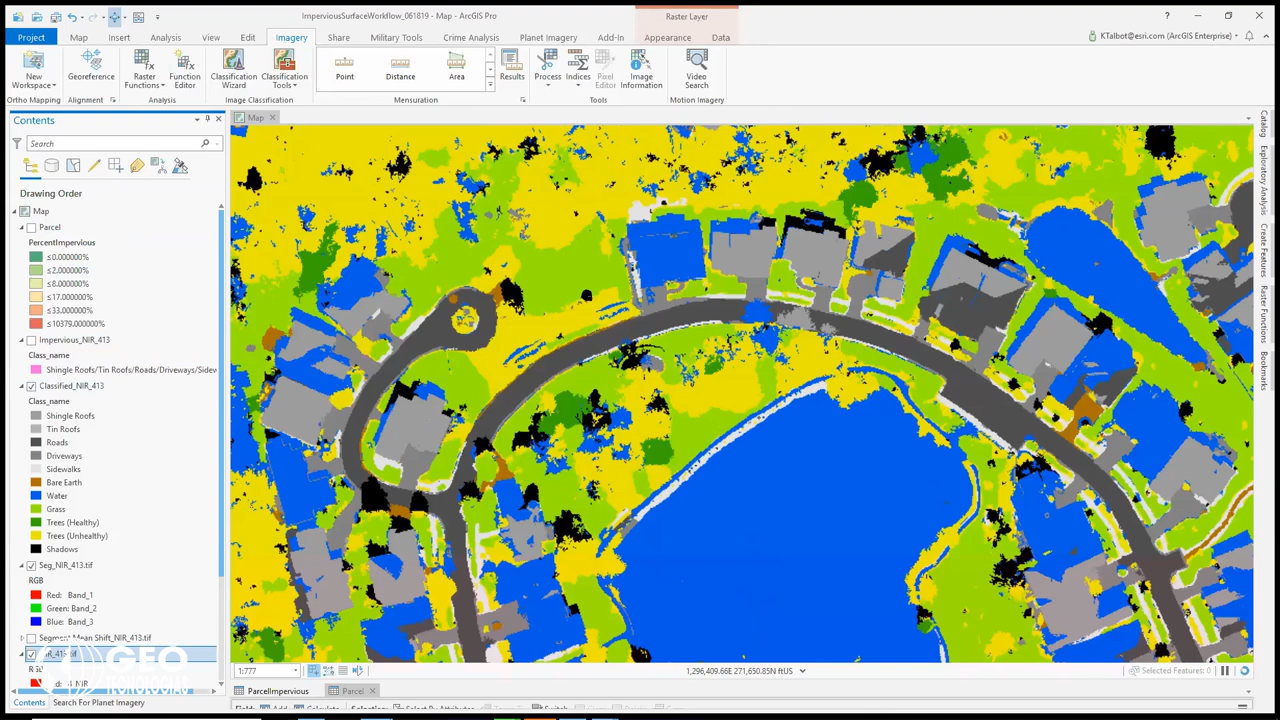 ImperviousSurfaceWorkflow_061819 - Map - ArcGIS Pro
Raster Layer
?
Project Map Insert Analysis View Edit Imagery Share Military Tools Crime Analysis Planet Imagery Add-In Appearance Data
KTalbot@esri.com (ArcGIS Enterprise)
New Workspace
Georeference
Raster Functions
Function Editor
Classification Wizard
Classification Tools
Point
Distance
Area
Results
Process
Indices
Pixel Editor
Image Information
Video Search
Ortho Mapping
Alignment
Analysis
Image Classification
Mensuration
Tools
Motion Imagery
Contents
Map
Search
Drawing Order
Map
Parcel
PercentImpervious
≤0.000000%
≤2.000000%
≤8.000000%
≤17.000000%
≤33.000000%
≤10379.000000%
Impervious_NIR_413
Class_name
Shingle Roofs/Tin Roofs/Roads/Driveways/Sidew
Classified_NIR_413
Class_name
Shingle Roofs
Tin Roofs
Roads
Driveways
Sidewalks
Bare Earth
Water
Grass
Trees (Healthy)
Trees (Unhealthy)
Shadows
Seg_NIR_413.tif
RGB
Red: Band_1
Green: Band_2
Blue: Band_3
Segment Mean Shift_NIR_413.tif
GEO
TECNOLOGIAS
Contents
Search For Planet Imagery
1:777
1,296,409.66E 271,650.85N ftUS
Selected Features: 0
ParcelImpervious
Parcel
Catalog
Exploratory Analysis
Create Features
Raster Functions
Bookmarks